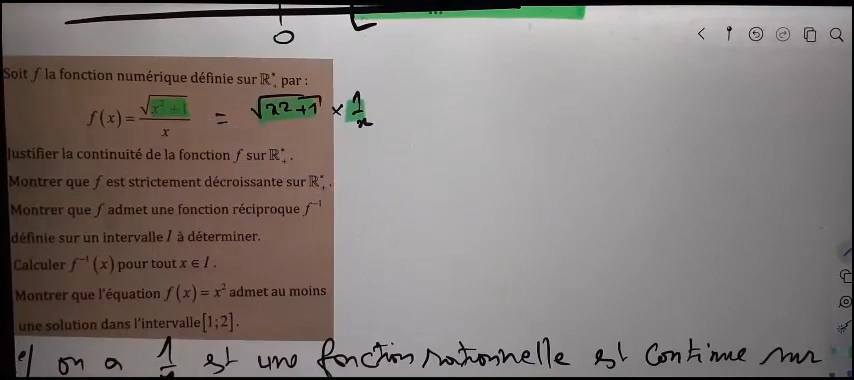 0
Soit f la fonction numérique définie sur ℝ*₊ par :
f(x) = √(x²+1) / x = √(x²+1) × 1/x
Justifier la continuité de la fonction f sur ℝ*₊.
Montrer que f est strictement décroissante sur ℝ*₊.
Montrer que f admet une fonction réciproque f⁻¹
définie sur un intervalle I à déterminer.
Calculer f⁻¹(x) pour tout x ∈ I.
Montrer que l'équation f(x) = x² admet au moins
une solution dans l'intervalle [1;2].
on a 1/x est une fonction rationnelle est continue sur